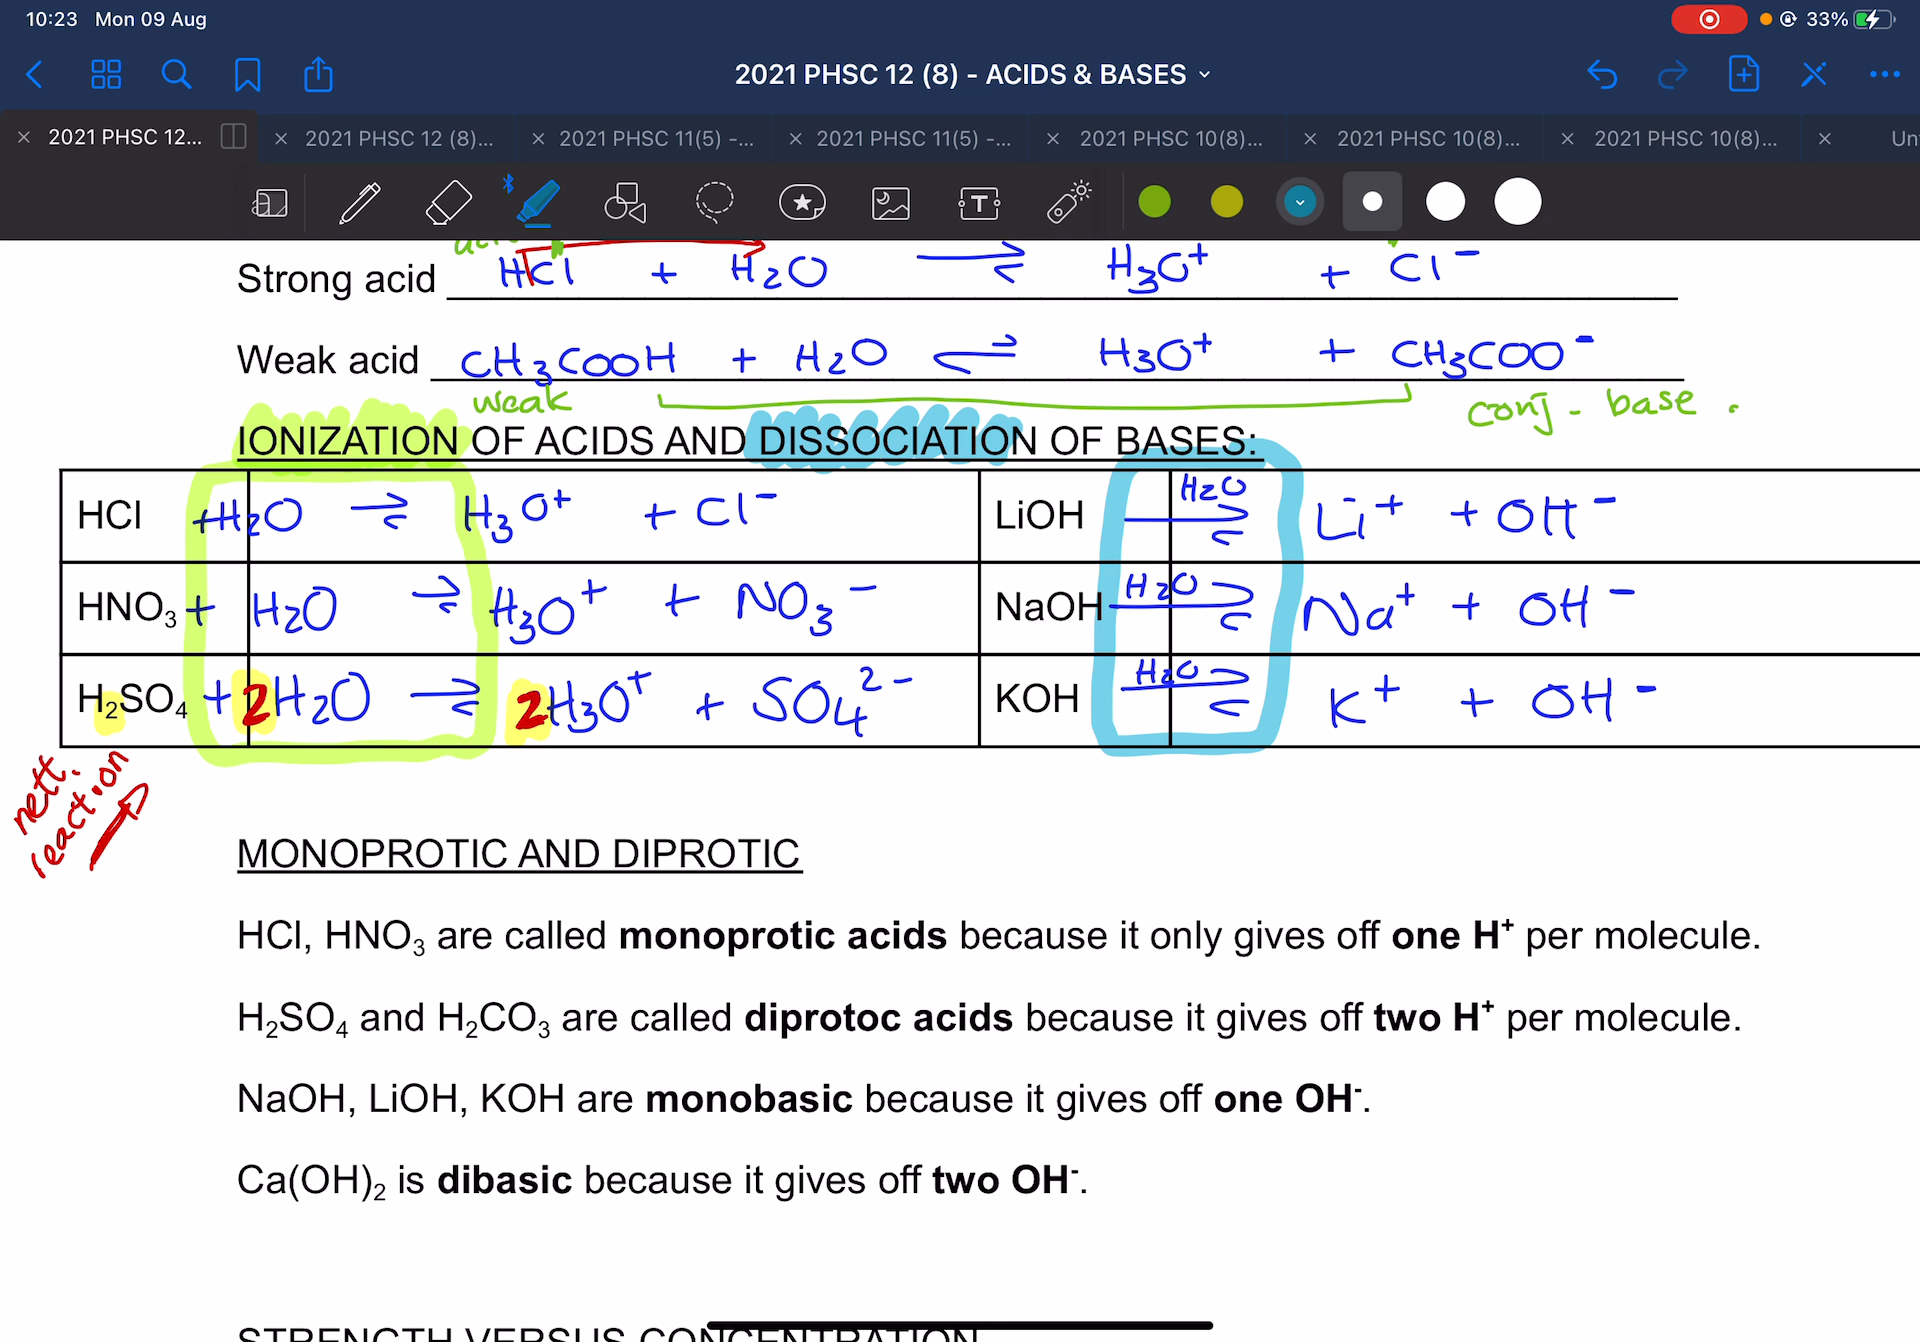 10:23 Mon 09 Aug 33%
2021 PHSC 12 (8) - ACIDS & BASES
2021 PHSC 12... 2021 PHSC 12 (8)... 2021 PHSC 11(5) -... 2021 PHSC 11(5) -... 2021 PHSC 10(8)... 2021 PHSC 10(8)... 2021 PHSC 10(8)... Un
Strong acid HCl + H₂O ⇌ H₃O⁺ + Cl⁻
Weak acid CH₃COOH + H₂O ⇌ H₃O⁺ + CH₃COO⁻
weak conj - base .
IONIZATION OF ACIDS AND DISSOCIATION OF BASES:
HCl +H₂O ⇌ H₃O⁺ + Cl⁻ LiOH H₂O ⇌ Li⁺ + OH⁻
HNO₃ + H₂O ⇌ H₃O⁺ + NO₃⁻ NaOH H₂O ⇌ Na⁺ + OH⁻
H₂SO₄ + 2H₂O ⇌ 2H₃O⁺ + SO₄²⁻ KOH H₂O ⇌ K⁺ + OH⁻
nett.
reaction
MONOPROTIC AND DIPROTIC
HCl, HNO₃ are called monoprotic acids because it only gives off one H⁺ per molecule.
H₂SO₄ and H₂CO₃ are called diprotoc acids because it gives off two H⁺ per molecule.
NaOH, LiOH, KOH are monobasic because it gives off one OH⁻.
Ca(OH)₂ is dibasic because it gives off two OH⁻.
STRENGTH VERSUS CONCENTRATION